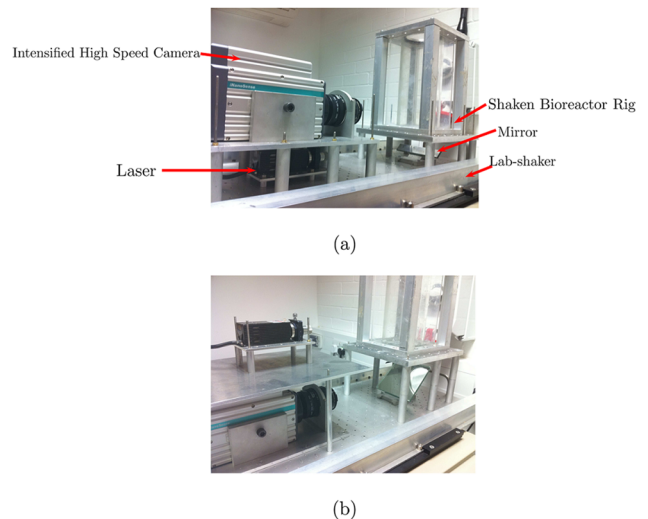 Intensified High Speed Camera
Shaken Bioreactor Rig
Mirror
Lab-shaker
Laser
(a)
(b)